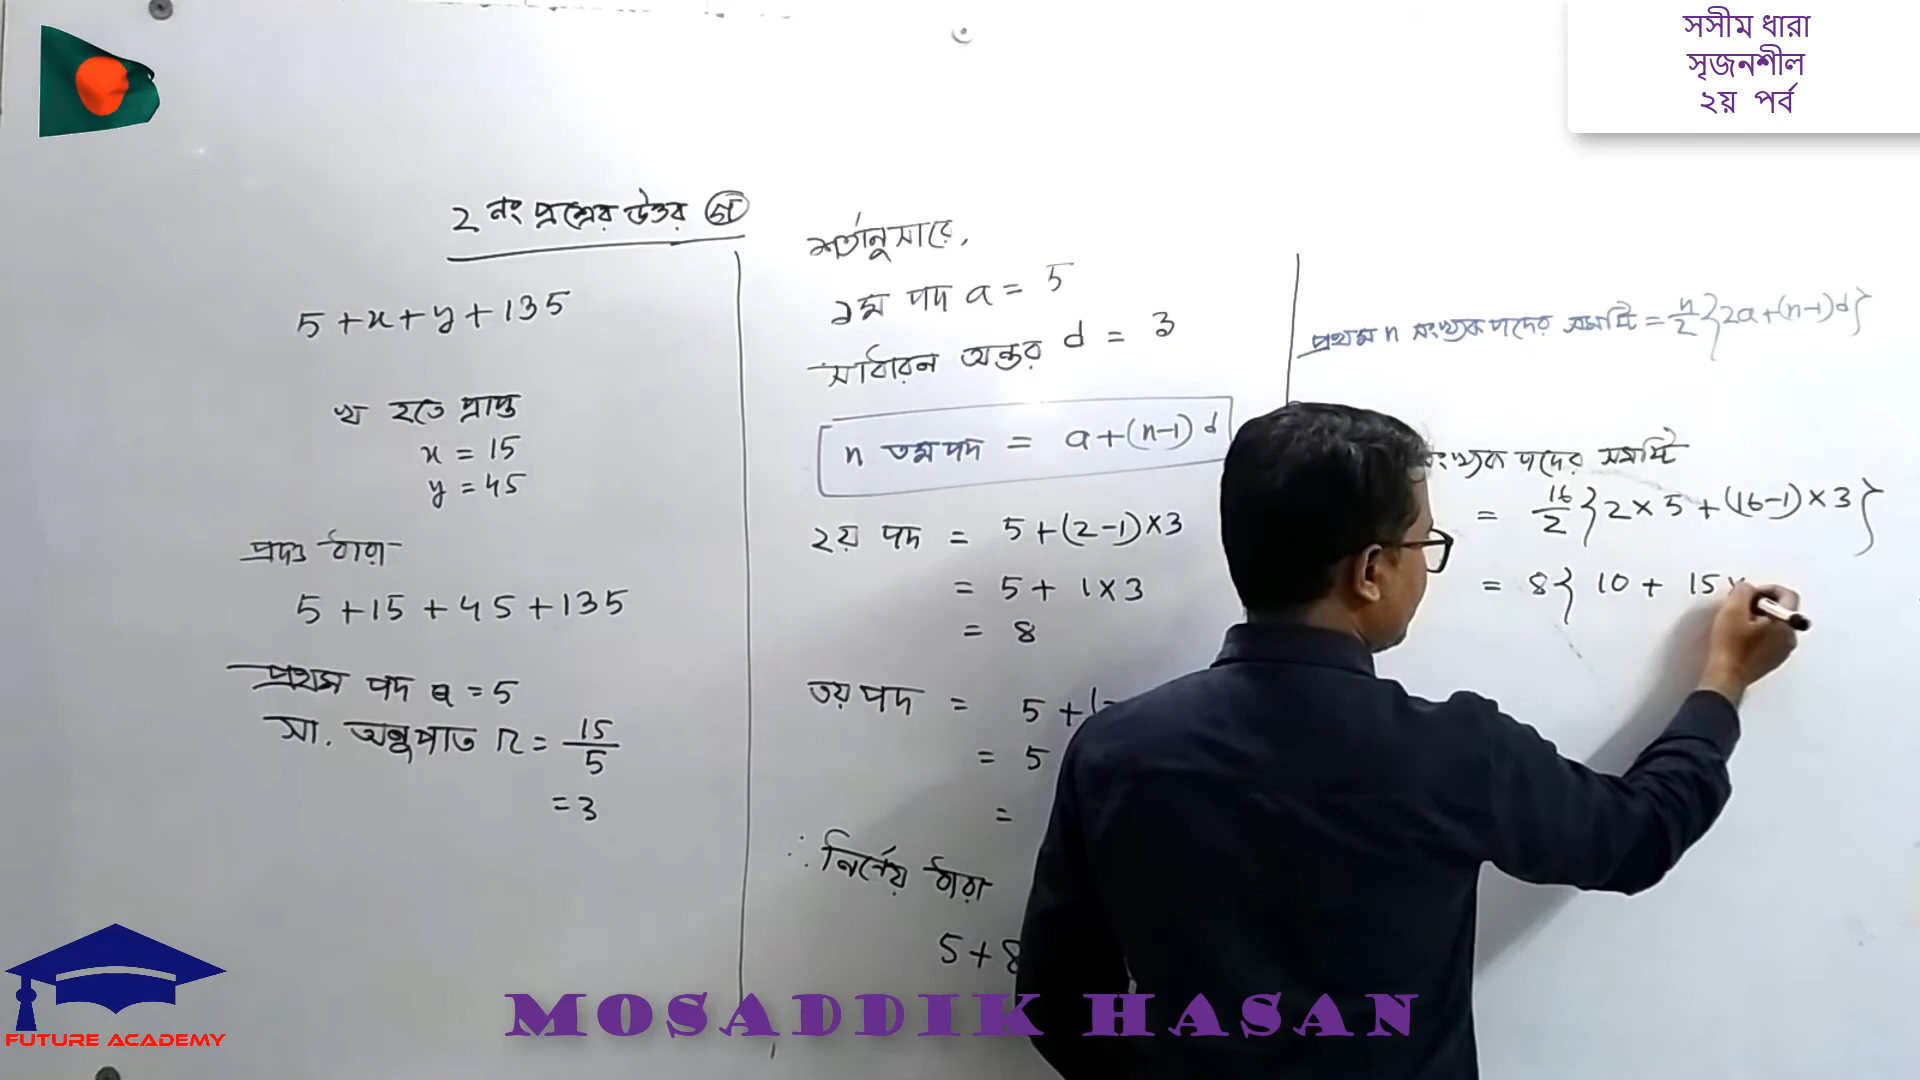 সসীম ধারা
সৃজনশীল
২য় পর্ব
2 নং প্রশ্নের উত্তর গ
5 + x + y + 135
খ হতে প্রাপ্ত
x = 15
y = 45
প্রদত্ত ধারা
5 + 15 + 45 + 135
প্রথম পদ a = 5
সা. অনুপাত r = 15/5
= 3
শর্তানুসারে,
১ম পদ a = 5
সাধারন অন্তর d = 3
n তম পদ = a + (n-1) d
২য় পদ = 5 + (2-1) × 3
= 5 + 1 × 3
= 8
৩য় পদ = 5 + (
= 5
=
∴ নির্ণেয় ধারা
5 + 8
প্রথম n সংখ্যক পদের সমষ্টি = n/2 {2a + (n-1) d}
সংখ্যক পদের সমষ্টি
= 16/2 {2 × 5 + (16-1) × 3}
= 8 { 10 + 15 ×
FUTURE ACADEMY
MOSADDIK HASAN